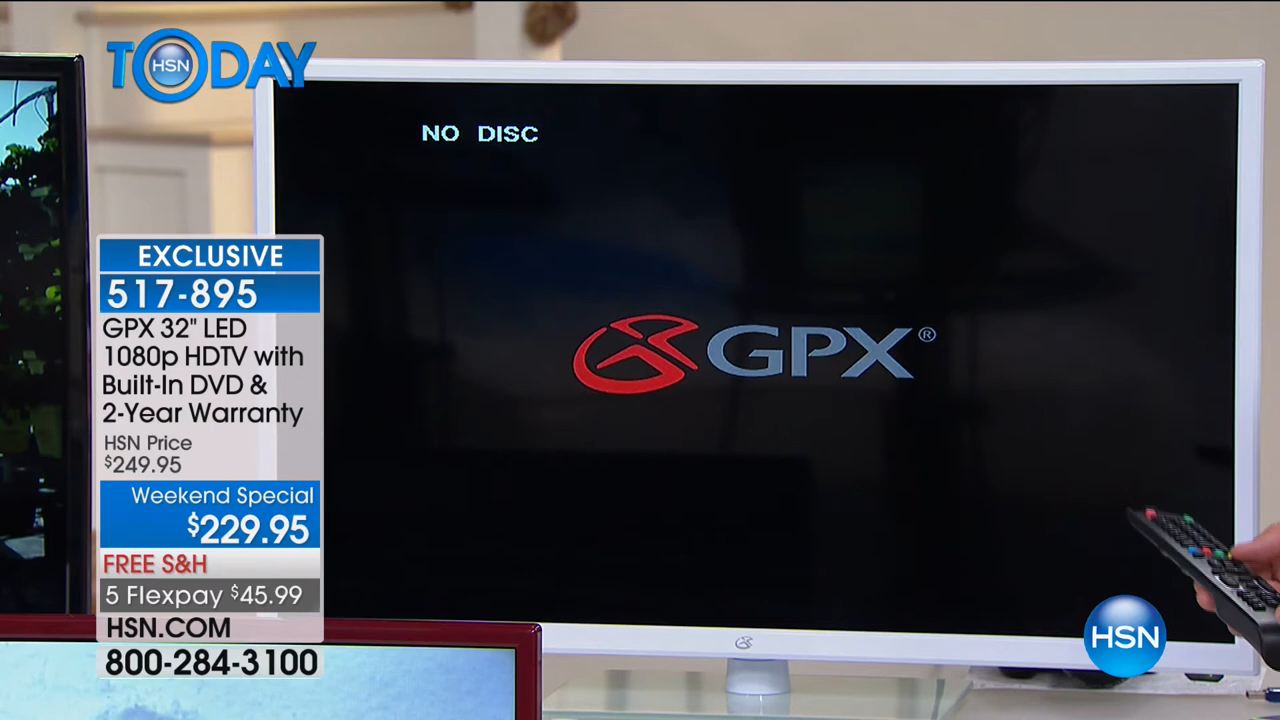 TODAY
HSN
NO DISC
GPX®
EXCLUSIVE
517-895
GPX 32" LED
1080p HDTV with
Built-In DVD &
2-Year Warranty
HSN Price
$249.95
Weekend Special
$229.95
FREE S&H
5 Flexpay $45.99
HSN.COM
800-284-3100
HSN